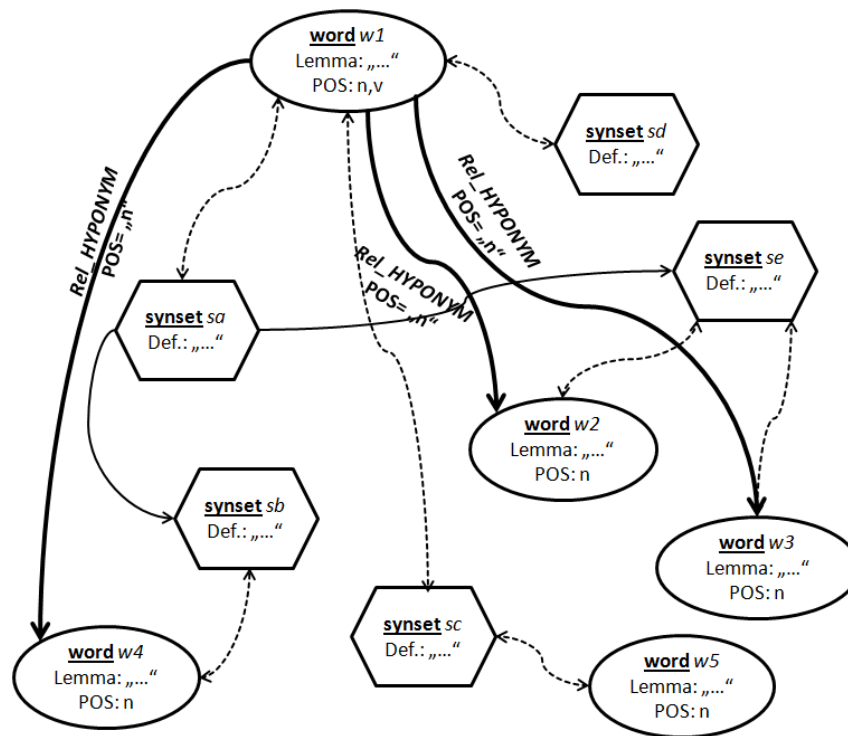 word w1
Lemma: „...“
POS: n,v
synset sd
Def.: „...“
Rel_HYPONYM
POS= „n“
Rel_HYPONYM
POS= „n“
Rel_HYPONYM
POS= „n“
synset se
Def.: „...“
synset sa
Def.: „...“
word w2
Lemma: „...“
POS: n
synset sb
Def.: „...“
word w3
Lemma: „...“
POS: n
synset sc
Def.: „...“
word w4
Lemma: „...“
POS: n
word w5
Lemma: „...“
POS: n